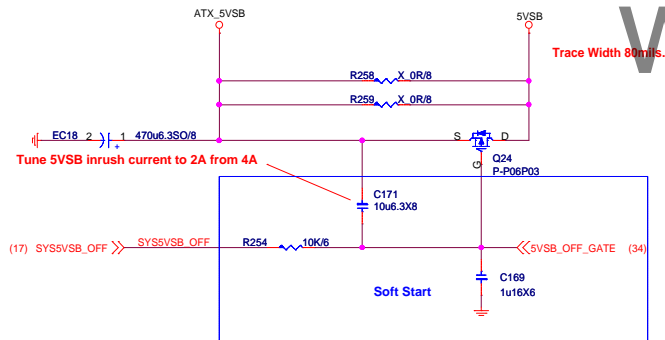 ATX_5VSB
5VSB
V
Trace Width 80mils.
R258 X_0R/8
R259 X_0R/8
EC18 2 1 470u6.3SO/8
+
S D
G
Q24
P-P06P03
Tune 5VSB inrush current to 2A from 4A
C171
10u6.3X8
(17) SYS5VSB_OFF
SYS5VSB_OFF
R254 10K/6
5VSB_OFF_GATE (34)
C169
1u16X6
Soft Start